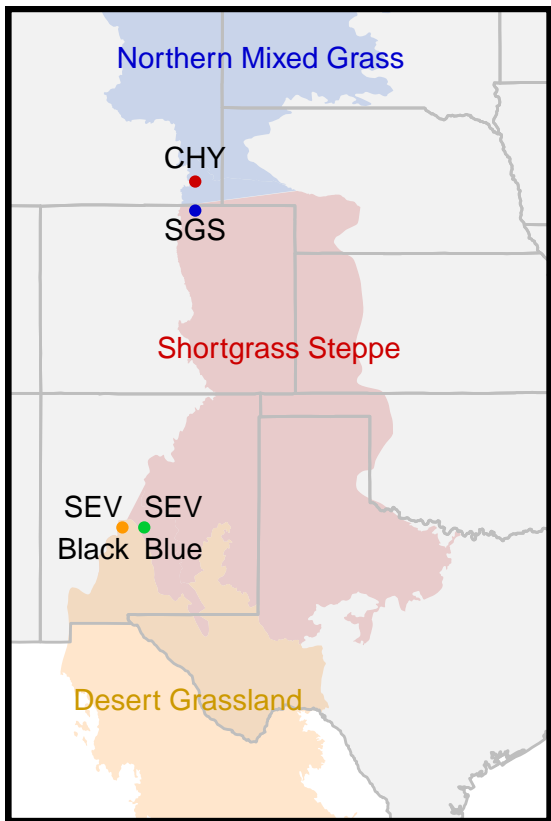 Northern Mixed Grass
CHY
SGS
Shortgrass Steppe
SEV SEV
Black Blue
Desert Grassland